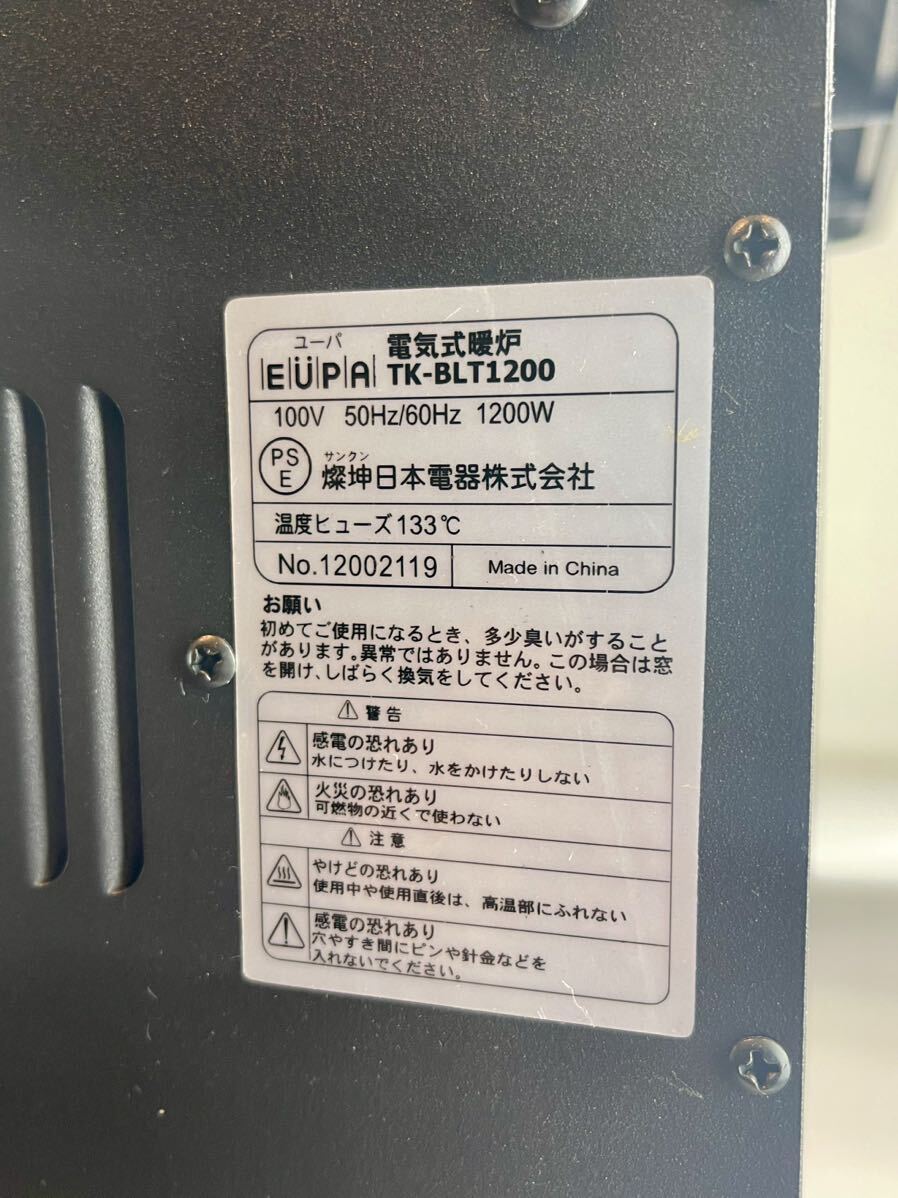 ユーパ
EÜPA
電気式暖炉
TK-BLT1200
100V 50Hz/60Hz 1200W
PS
E
サンクン
燦坤日本電器株式会社
温度ヒューズ133℃
No.12002119
Made in China
お願い
初めてご使用になるとき、多少臭いがすること
があります。異常ではありません。この場合は窓
を開け、しばらく換気をしてください。
警告
感電の恐れあり
水につけたり、水をかけたりしない
火災の恐れあり
可燃物の近くで使わない
注意
やけどの恐れあり
使用中や使用直後は、高温部にふれない
感電の恐れあり
穴やすき間にピンや針金などを
入れないでください。